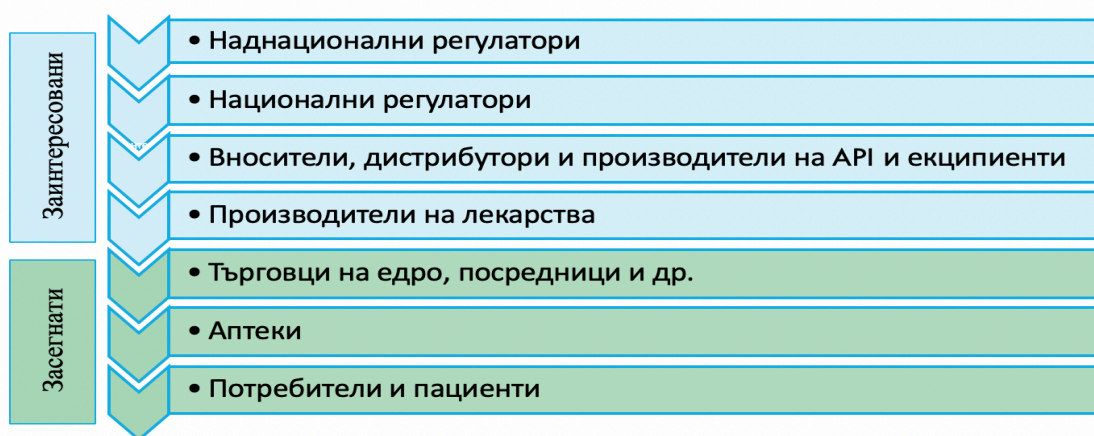 Заинтересовани
• Наднационални регулатори
• Национални регулатори
• Вносители, дистрибутори и производители на API и екципиенти
• Производители на лекарства
Засегнати
• Търговци на едро, посредници и др.
• Аптеки
• Потребители и пациенти